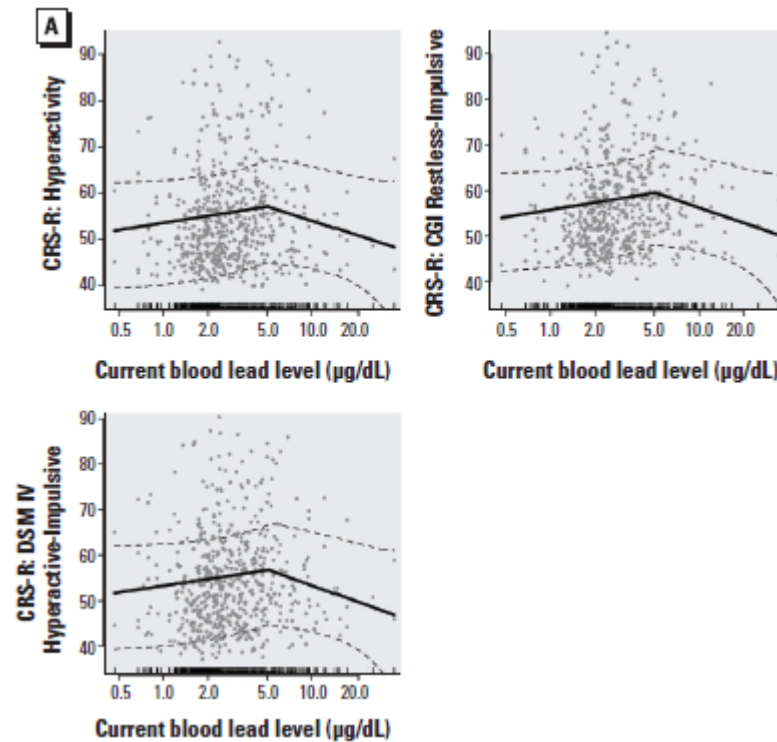 A
CRS-R: Hyperactivity
90
80
70
60
50
40
0.5 1.0 2.0 5.0 10.0 20.0
Current blood lead level (µg/dL)
CRS-R: CGI Restless-Impulsive
90
80
70
60
50
40
0.5 1.0 2.0 5.0 10.0 20.0
Current blood lead level (µg/dL)
CRS-R: DSM IV
Hyperactive-Impulsive
90
80
70
60
50
40
0.5 1.0 2.0 5.0 10.0 20.0
Current blood lead level (µg/dL)